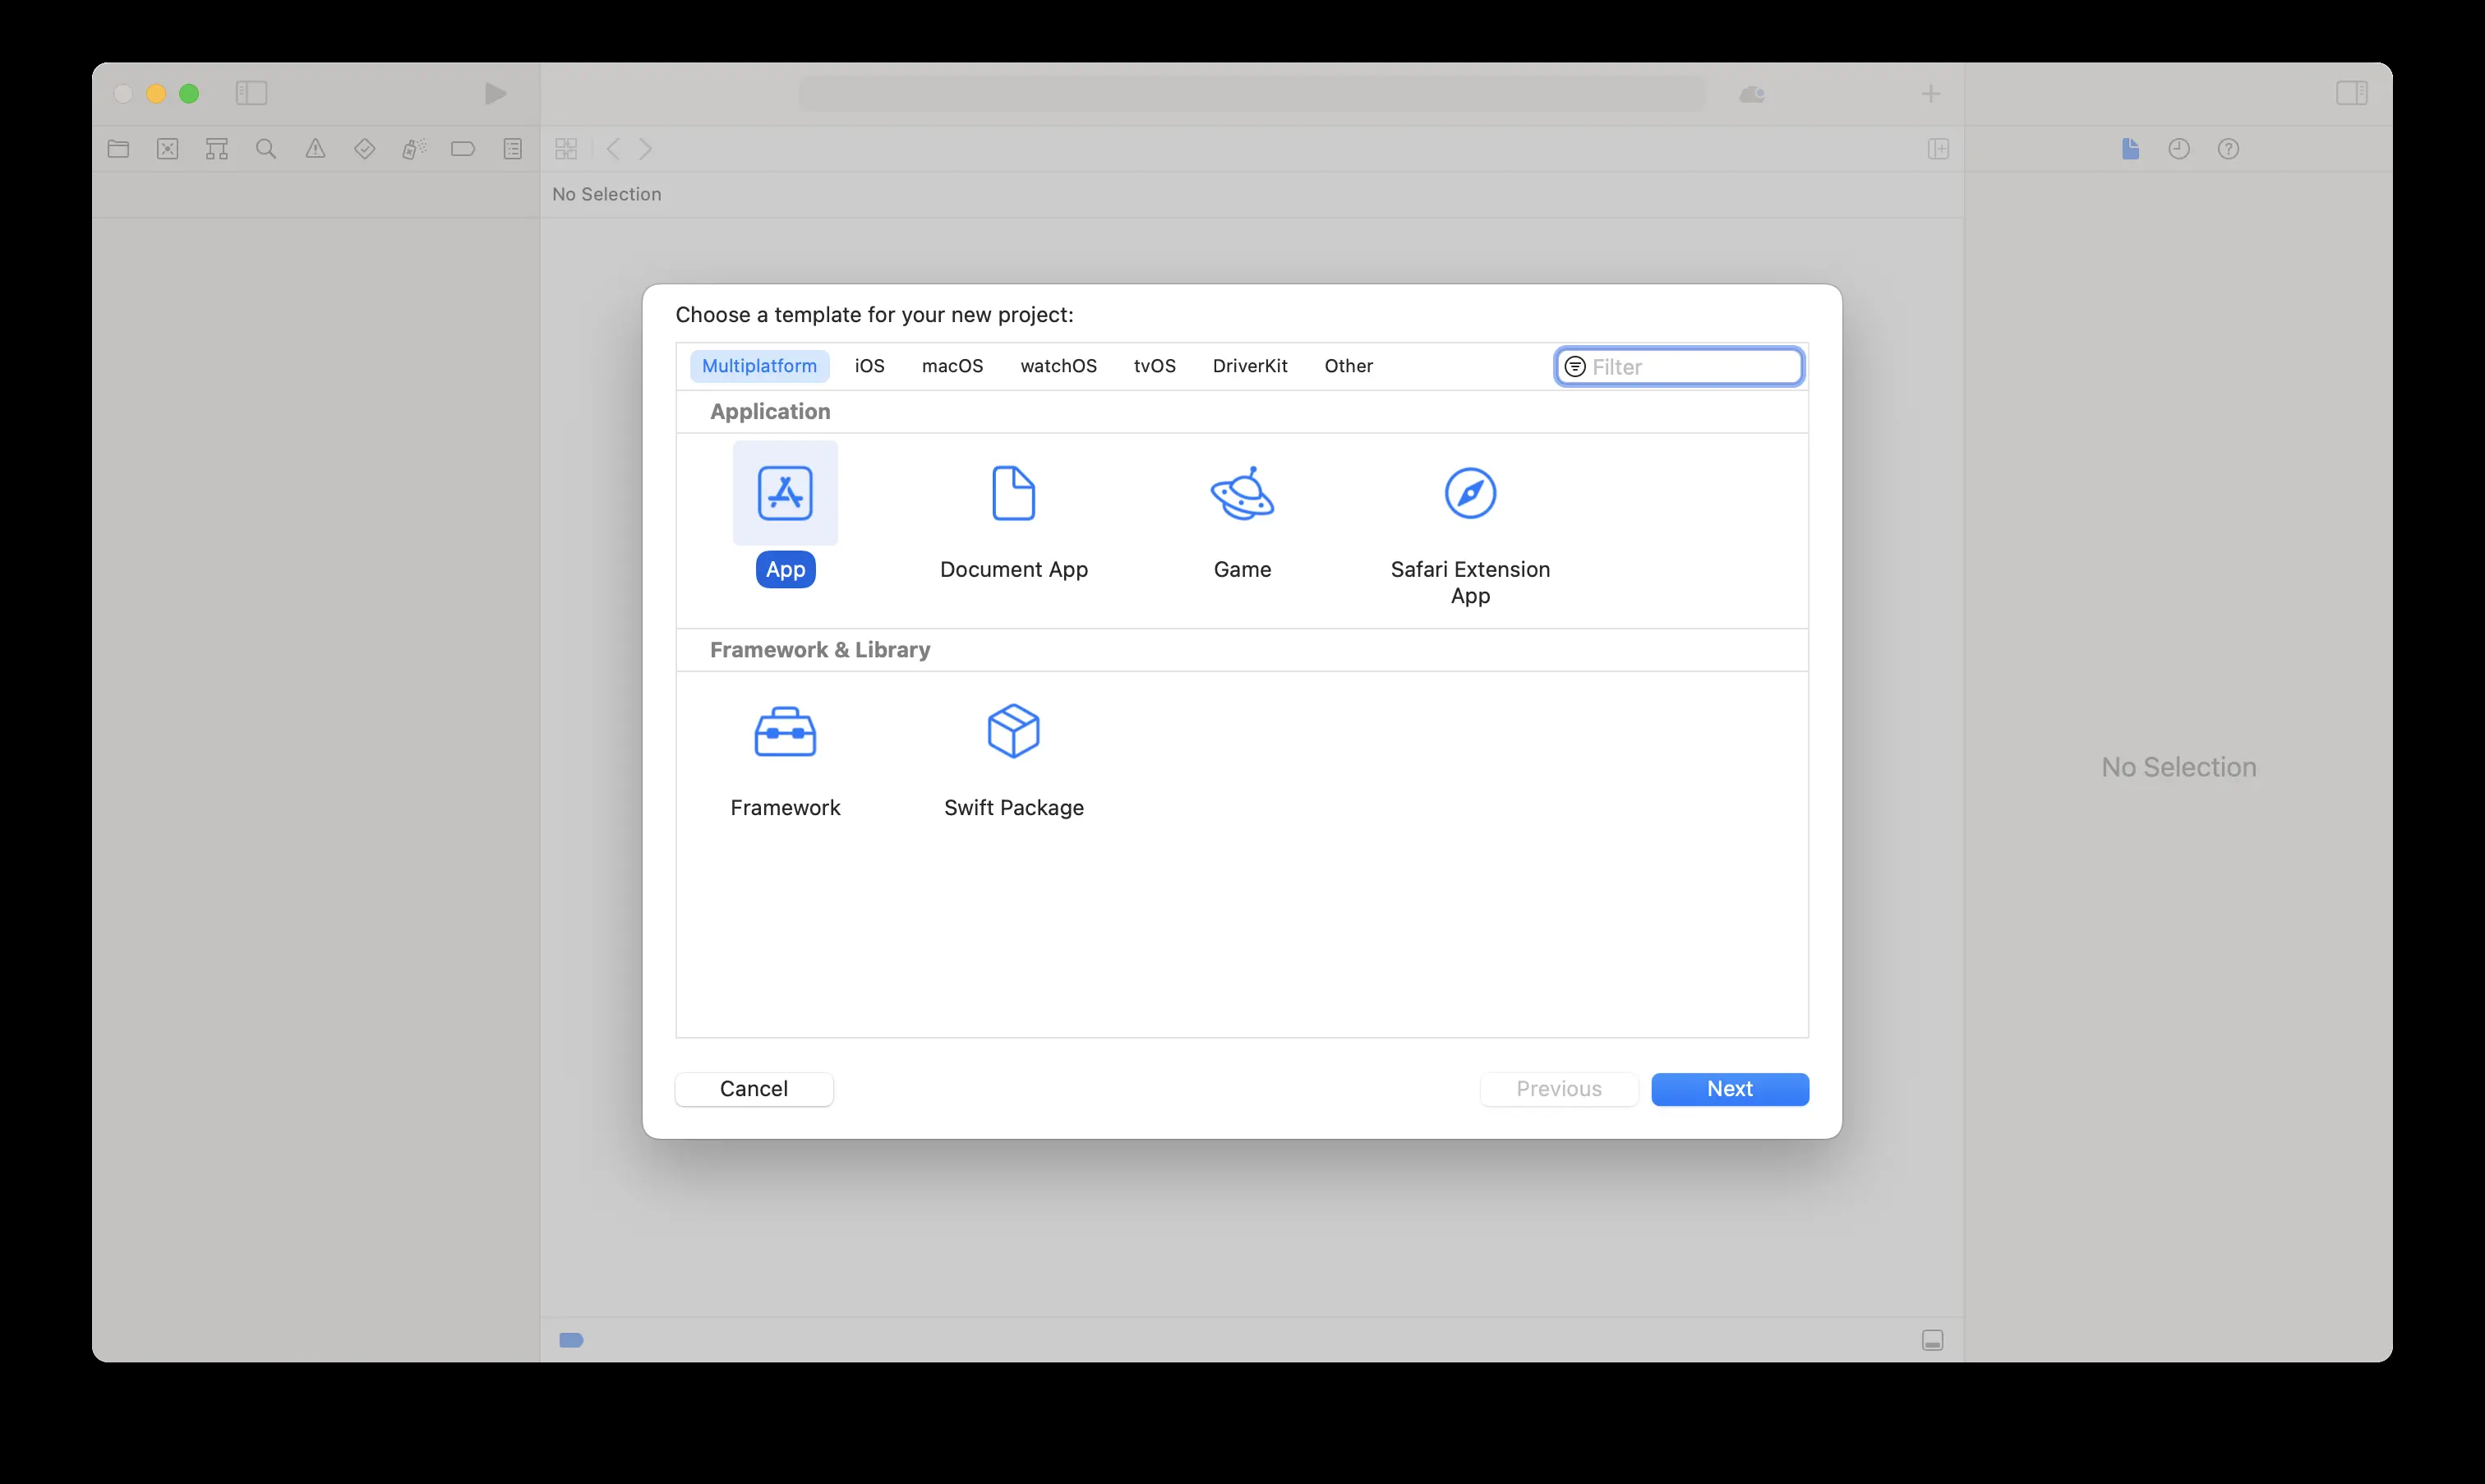 No Selection
Choose a template for your new project:
Multiplatform iOS macOS watchOS tvOS DriverKit Other Filter
Application
App Document App Game Safari Extension
App
Framework & Library
Framework Swift Package
No Selection
Cancel Previous Next